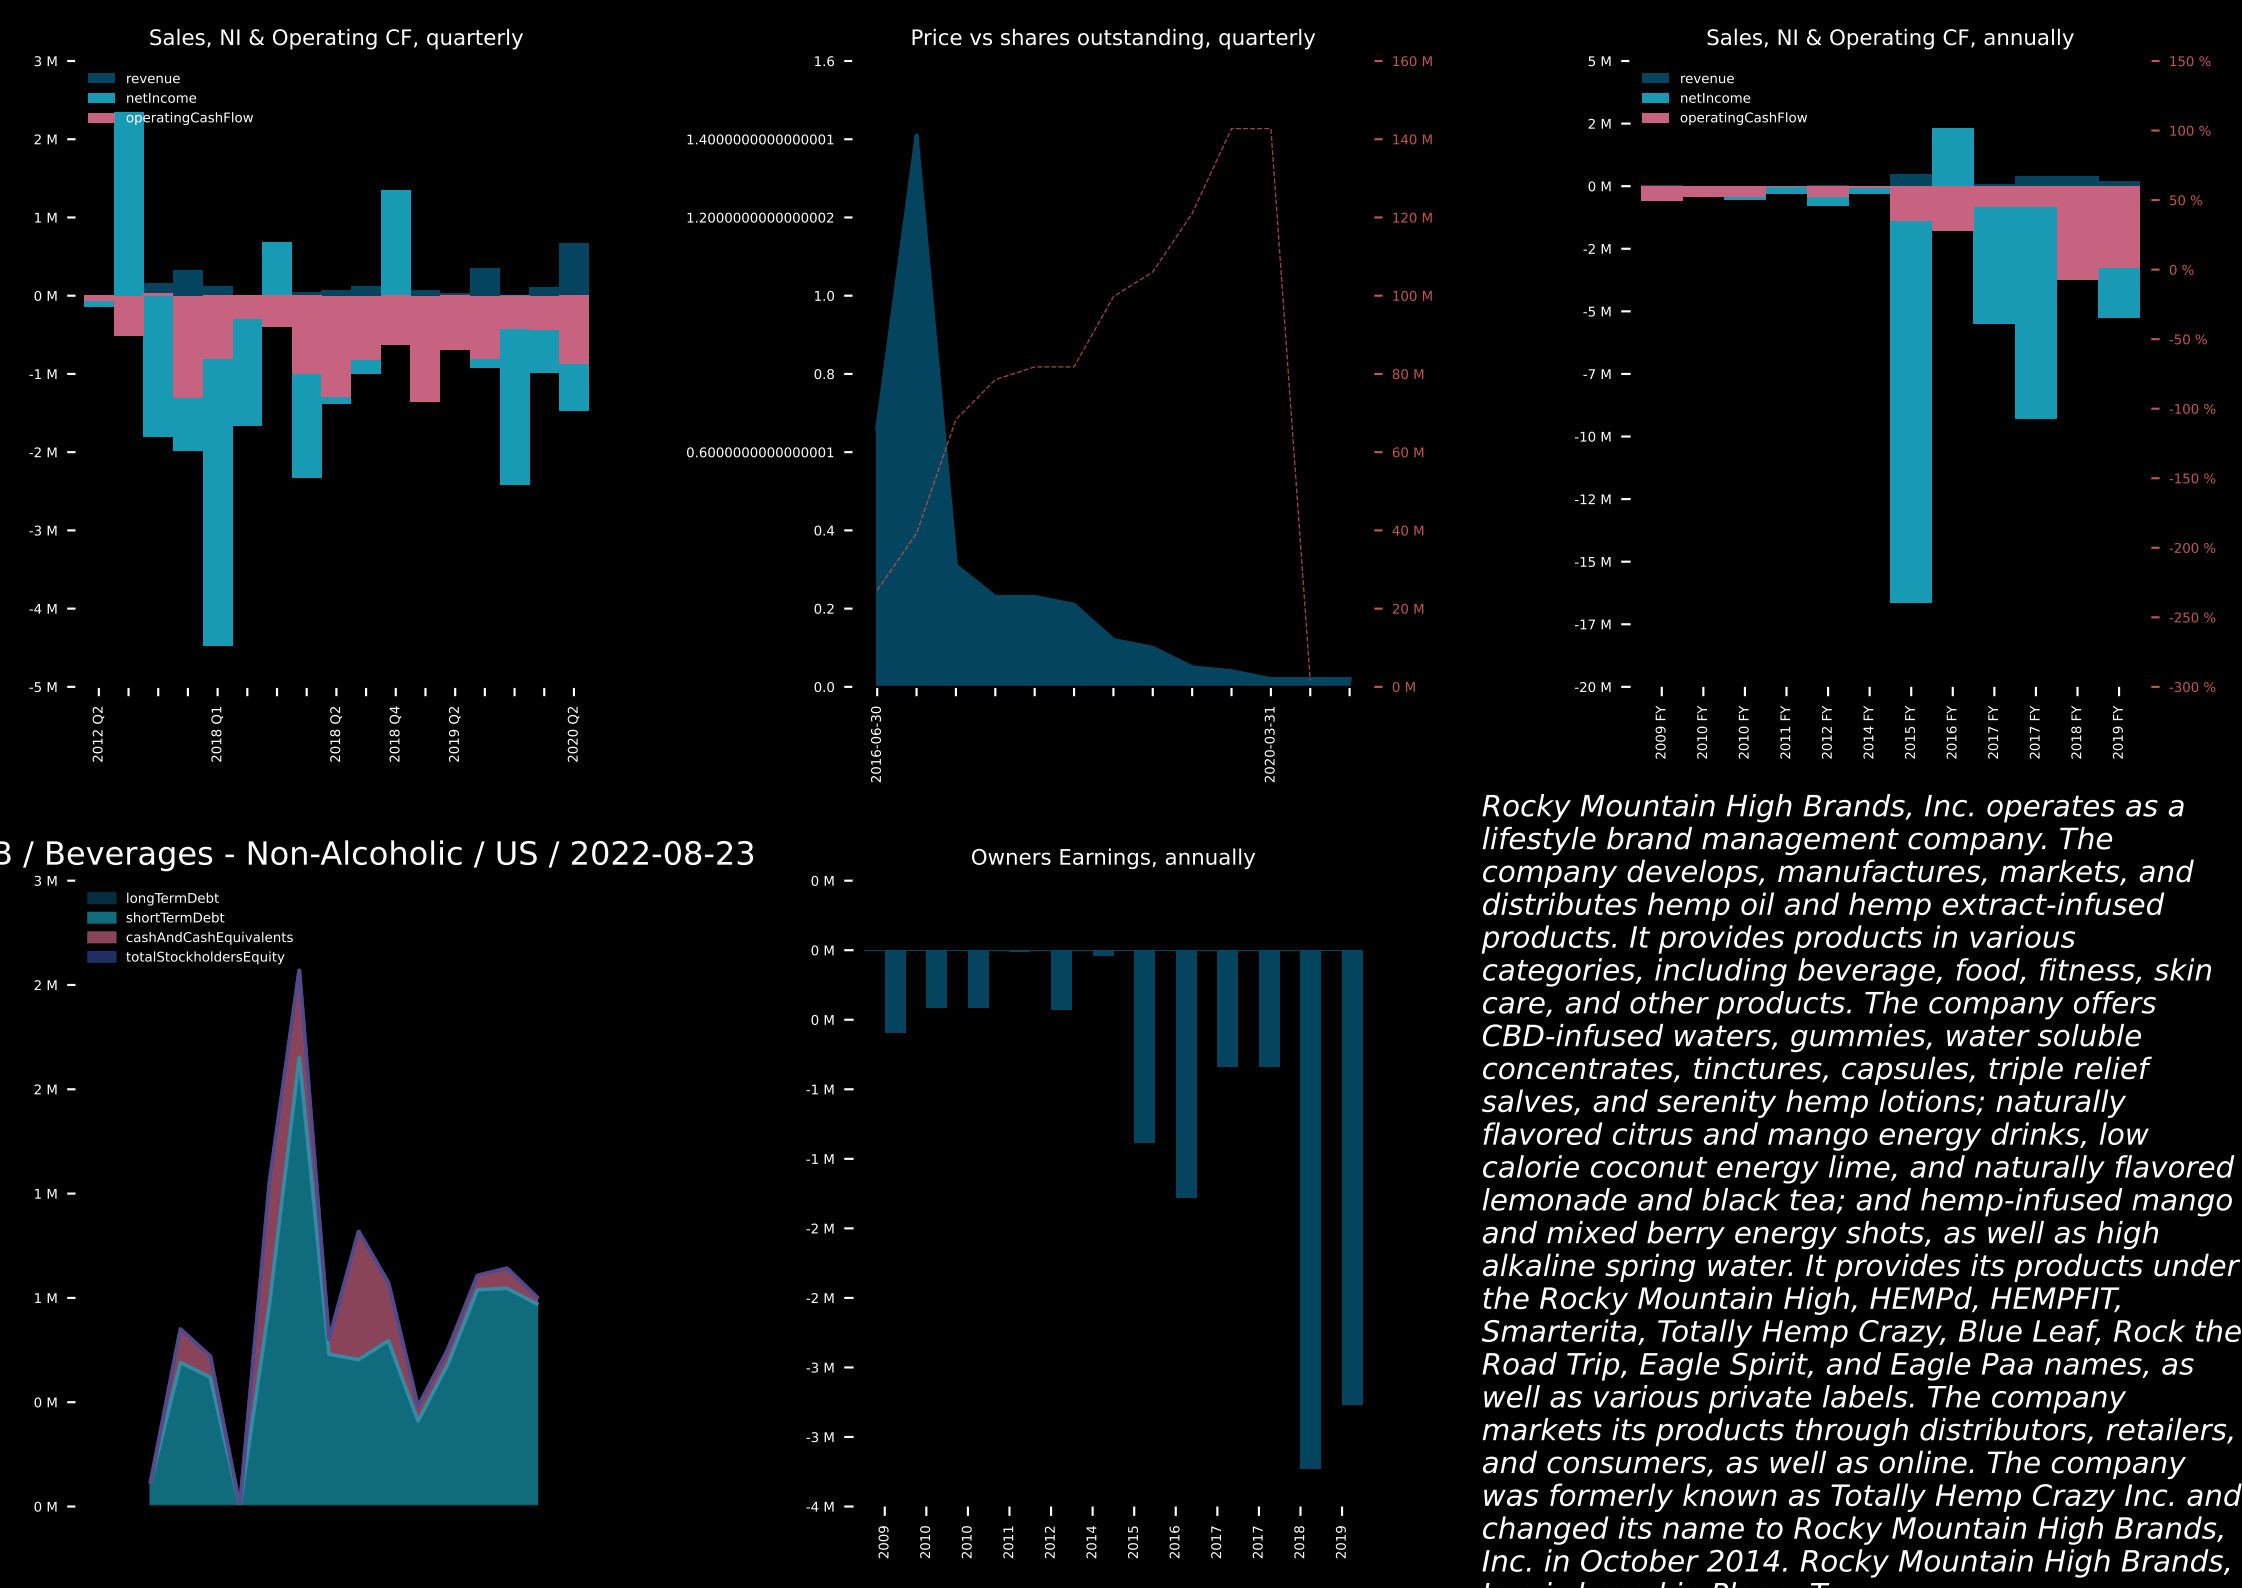 Sales, NI & Operating CF, quarterly
3 M
2 M
1 M
0 M
-1 M
-2 M
-3 M
-4 M
-5 M
revenue
netIncome
operatingCashFlow
2012 Q2
2018 Q1
2018 Q2
2018 Q4
2019 Q2
2020 Q2
Price vs shares outstanding, quarterly
1.6
1.4000000000000001
1.2000000000000002
1.0
0.8
0.6000000000000001
0.4
0.2
0.0
160 M
140 M
120 M
100 M
80 M
60 M
40 M
20 M
0 M
2016-06-30
2020-03-31
Sales, NI & Operating CF, annually
5 M
2 M
0 M
-2 M
-5 M
-7 M
-10 M
-12 M
-15 M
-17 M
-20 M
revenue
netIncome
operatingCashFlow
150 %
100 %
50 %
0 %
-50 %
-100 %
-150 %
-200 %
-250 %
-300 %
2009 FY
2010 FY
2010 FY
2011 FY
2012 FY
2014 FY
2015 FY
2016 FY
2017 FY
2017 FY
2018 FY
2019 FY
/ Beverages - Non-Alcoholic / US / 2022-08-23
3 M
2 M
2 M
1 M
1 M
0 M
0 M
longTermDebt
shortTermDebt
cashAndCashEquivalents
totalStockholdersEquity
Owners Earnings, annually
0 M
0 M
0 M
-1 M
-1 M
-2 M
-2 M
-3 M
-3 M
-4 M
2009
2010
2010
2011
2012
2014
2015
2016
2017
2017
2018
2019
Rocky Mountain High Brands, Inc. operates as a
lifestyle brand management company. The
company develops, manufactures, markets, and
distributes hemp oil and hemp extract-infused
products. It provides products in various
categories, including beverage, food, fitness, skin
care, and other products. The company offers
CBD-infused waters, gummies, water soluble
concentrates, tinctures, capsules, triple relief
salves, and serenity hemp lotions; naturally
flavored citrus and mango energy drinks, low
calorie coconut energy lime, and naturally flavored
lemonade and black tea; and hemp-infused mango
and mixed berry energy shots, as well as high
alkaline spring water. It provides its products under
the Rocky Mountain High, HEMPd, HEMPFIT,
Smarterita, Totally Hemp Crazy, Blue Leaf, Rock the
Road Trip, Eagle Spirit, and Eagle Paa names, as
well as various private labels. The company
markets its products through distributors, retailers,
and consumers, as well as online. The company
was formerly known as Totally Hemp Crazy Inc. and
changed its name to Rocky Mountain High Brands,
Inc. in October 2014. Rocky Mountain High Brands,